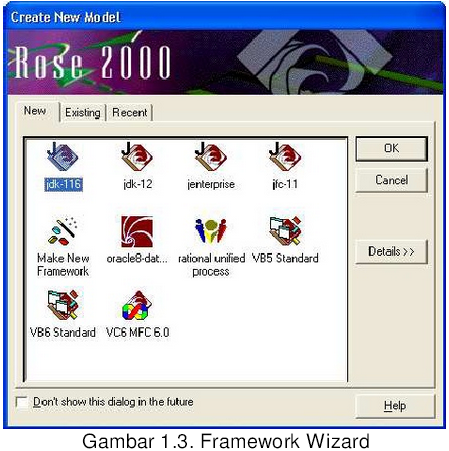 Create New Model
Rose 2000
New Existing Recent
OK
Cancel
Details >>
Help
jdk-116 jdk-12 jenterprise jfc-11
Make New Framework oracle8-dat... rational unified process VB5 Standard
VB6 Standard VC6 MFC 6.0
Don't show this dialog in the future
Gambar 1.3. Framework Wizard